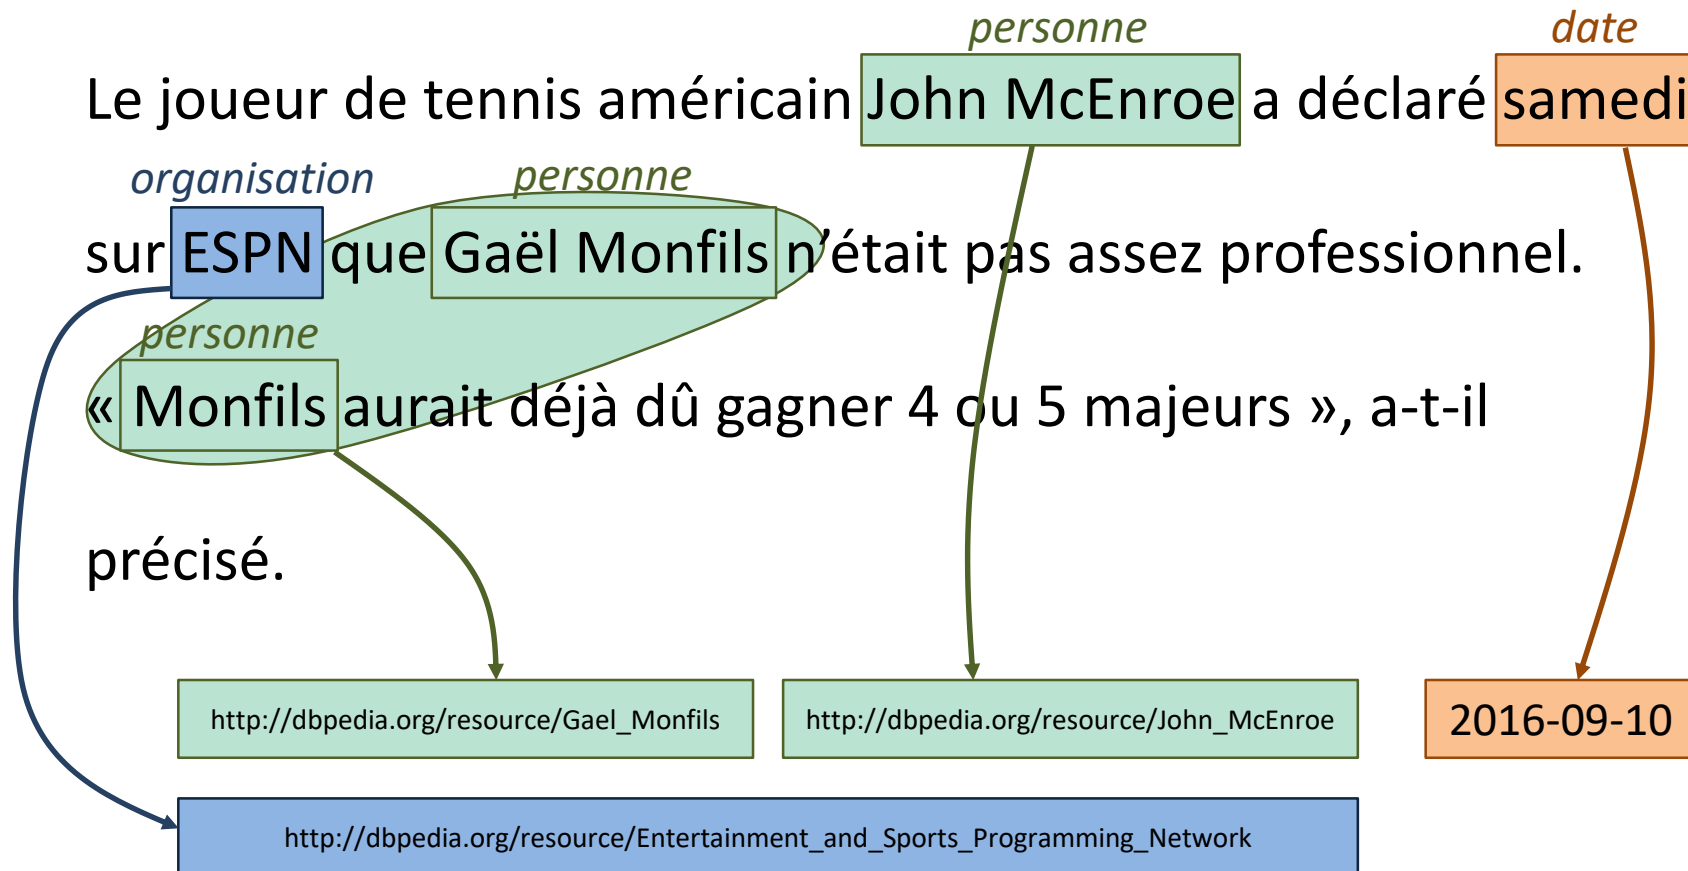 personne date
Le joueur de tennis américain John McEnroe a déclaré samedi
organisation personne
sur ESPN que Gaël Monfils n’était pas assez professionnel.
personne
« Monfils aurait déjà dû gagner 4 ou 5 majeurs », a-t-il
précisé.
http://dbpedia.org/resource/Gael_Monfils http://dbpedia.org/resource/John_McEnroe 2016-09-10
http://dbpedia.org/resource/Entertainment_and_Sports_Programming_Network